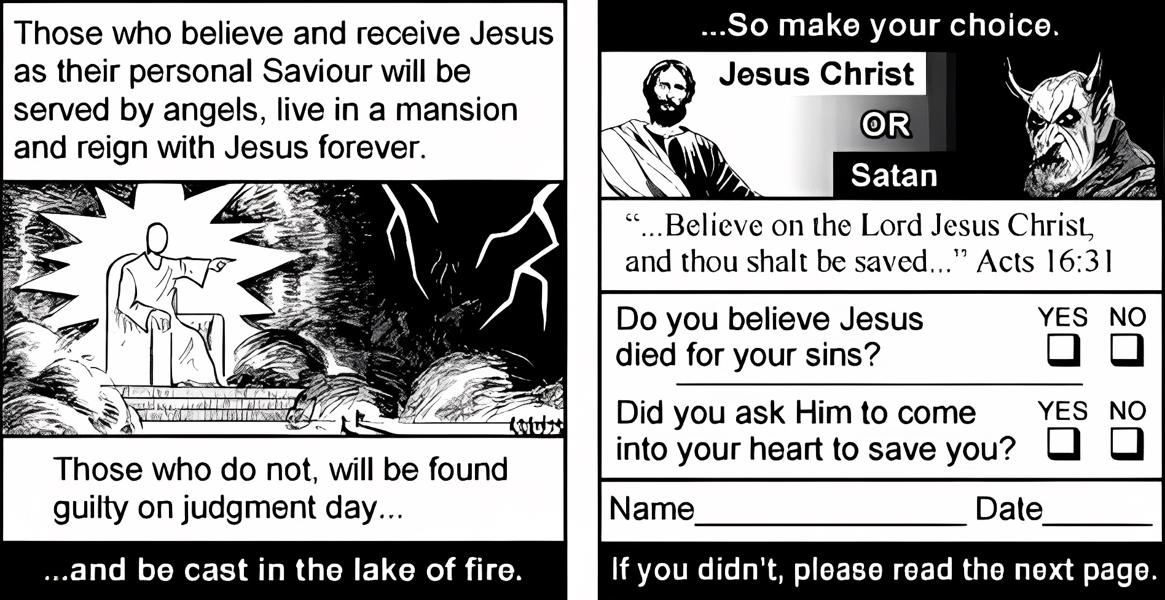 Those who believe and receive Jesus
as their personal Saviour will be
served by angels, live in a mansion
and reign with Jesus forever.
Those who do not, will be found
guilty on judgment day...
...and be cast in the lake of fire.
...So make your choice.
Jesus Christ
OR
Satan
“...Believe on the Lord Jesus Christ,
and thou shalt be saved...” Acts 16:31
Do you believe Jesus YES NO
died for your sins?
Did you ask Him to come YES NO
into your heart to save you?
Name Date
If you didn't, please read the next page.